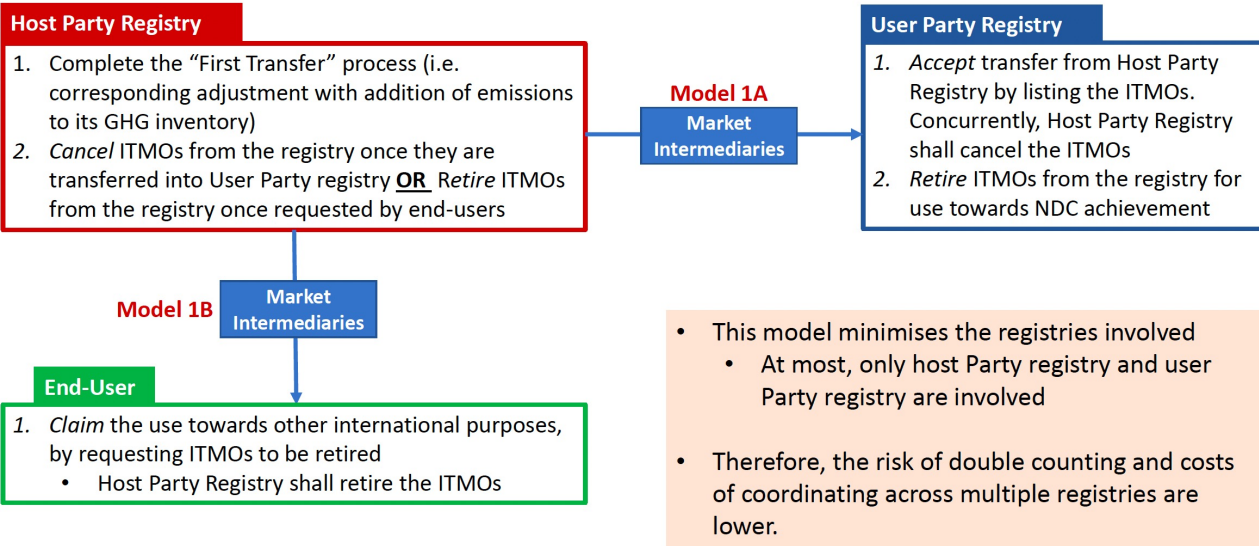 Host Party Registry
1. Complete the “First Transfer” process (i.e.
corresponding adjustment with addition of emissions
to its GHG inventory)
2. Cancel ITMOs from the registry once they are
transferred into User Party registry OR Retire ITMOs
from the registry once requested by end-users
Model 1A
Market
Intermediaries
User Party Registry
1. Accept transfer from Host Party
Registry by listing the ITMOs.
Concurrently, Host Party Registry
shall cancel the ITMOs
2. Retire ITMOs from the registry for
use towards NDC achievement
Model 1B
Market
Intermediaries
End-User
1. Claim the use towards other international purposes,
by requesting ITMOs to be retired
• Host Party Registry shall retire the ITMOs
• This model minimises the registries involved
• At most, only host Party registry and user
Party registry are involved
• Therefore, the risk of double counting and costs
of coordinating across multiple registries are
lower.